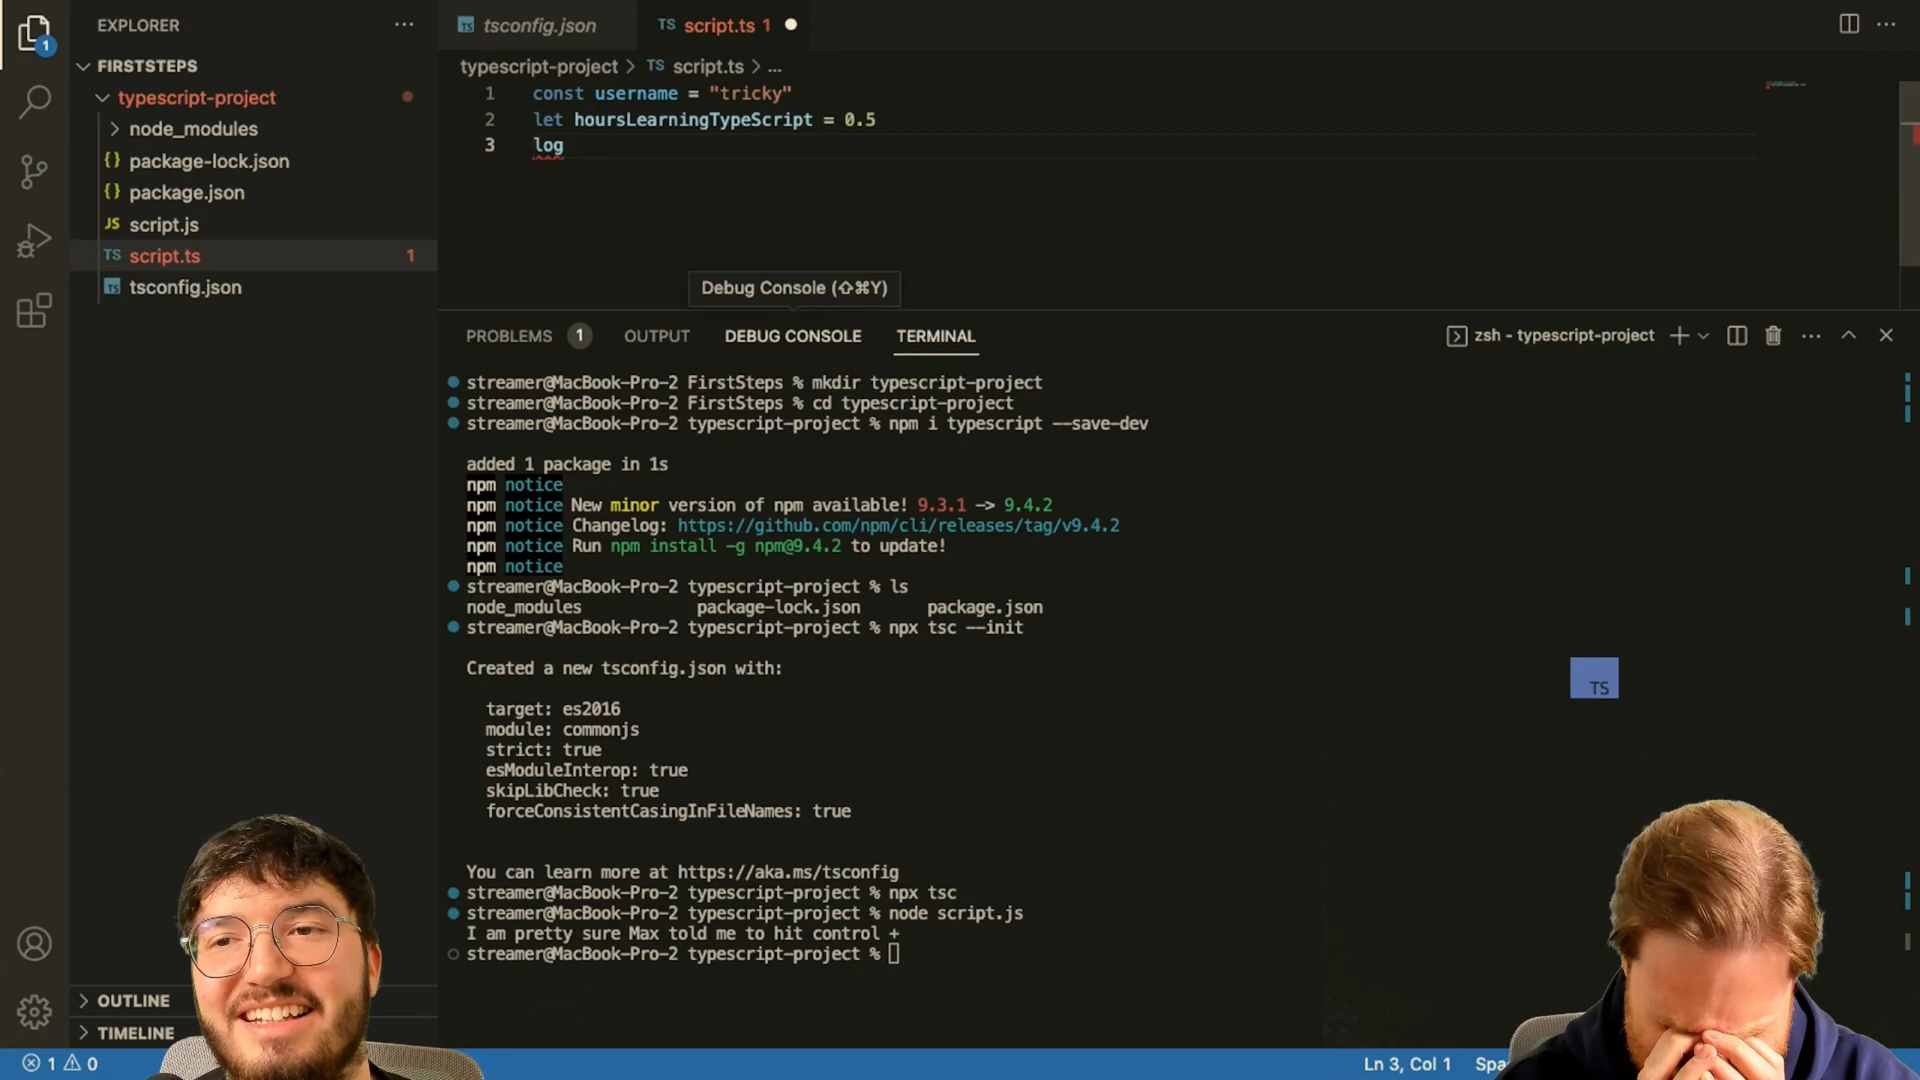 EXPLORER
FIRSTSTEPS
typescript-project
node_modules
{} package-lock.json
{} package.json
JS script.js
TS script.ts 1
TS tsconfig.json
OUTLINE
TIMELINE
1
TS tsconfig.json
TS script.ts 1
typescript-project > TS script.ts > ...
1 const username = "tricky"
2 let hoursLearningTypeScript = 0.5
3 log
Debug Console (⇧⌘Y)
PROBLEMS 1 OUTPUT DEBUG CONSOLE TERMINAL
zsh - typescript-project
streamer@MacBook-Pro-2 FirstSteps % mkdir typescript-project
streamer@MacBook-Pro-2 FirstSteps % cd typescript-project
streamer@MacBook-Pro-2 typescript-project % npm i typescript --save-dev
added 1 package in 1s
npm notice
npm notice New minor version of npm available! 9.3.1 -> 9.4.2
npm notice Changelog: https://github.com/npm/cli/releases/tag/v9.4.2
npm notice Run npm install -g npm@9.4.2 to update!
npm notice
streamer@MacBook-Pro-2 typescript-project % ls
node_modules package-lock.json package.json
streamer@MacBook-Pro-2 typescript-project % npx tsc --init
Created a new tsconfig.json with:
target: es2016
module: commonjs
strict: true
esModuleInterop: true
skipLibCheck: true
forceConsistentCasingInFileNames: true
You can learn more at https://aka.ms/tsconfig
streamer@MacBook-Pro-2 typescript-project % npx tsc
streamer@MacBook-Pro-2 typescript-project % node script.js
I am pretty sure Max told me to hit control +
streamer@MacBook-Pro-2 typescript-project %
TS
1 0
Ln 3, Col 1